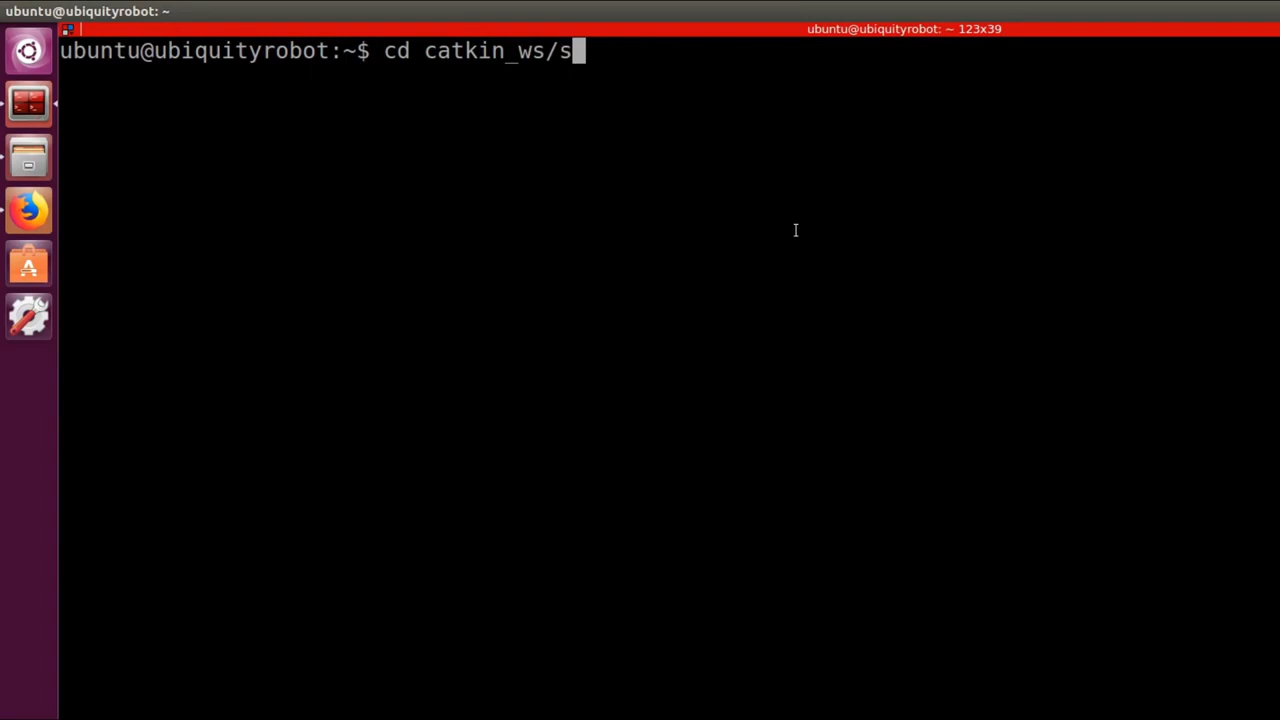 ubuntu@ubiquityrobot: ~
ubuntu@ubiquityrobot: ~ 123x39
ubuntu@ubiquityrobot:~$ cd catkin_ws/s